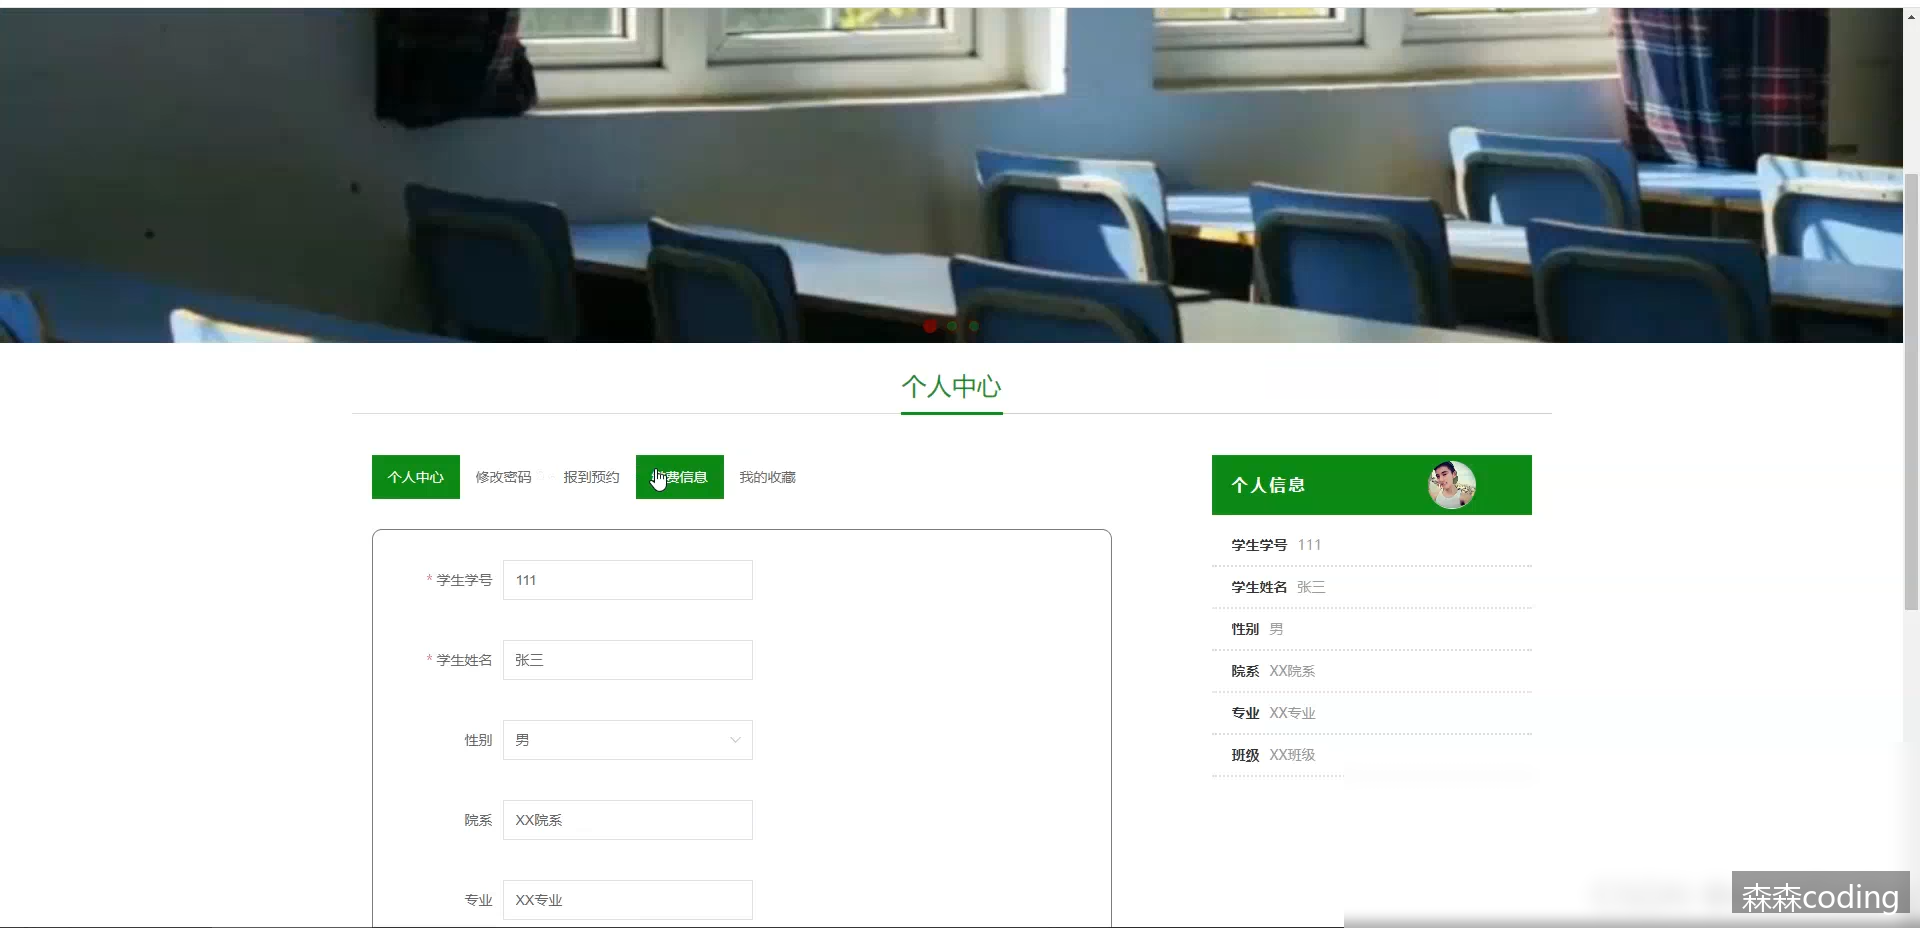 个人中心
个人中心 修改密码 报到预约 费信息 我的收藏
* 学生学号 111
* 学生姓名 张三
性别 男
院系 XX院系
专业 XX专业
个人信息
学生学号 111
学生姓名 张三
性别 男
院系 XX院系
专业 XX专业
班级 XX班级
森森coding